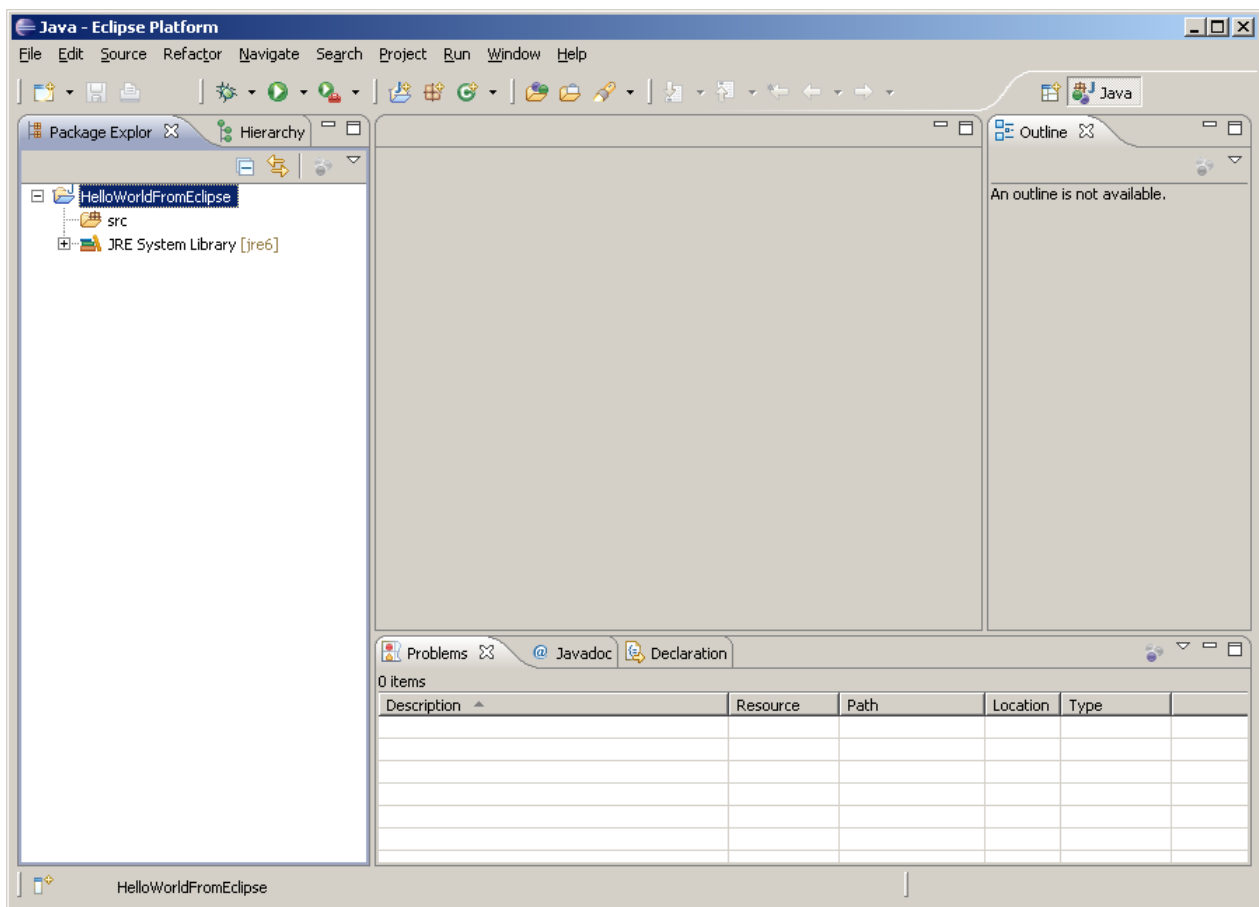 Java - Eclipse Platform
File Edit Source Refactor Navigate Search Project Run Window Help
Java
Package Explor Hierarchy
Outline
HelloWorldFromEclipse
src
JRE System Library [jre6]
An outline is not available.
Problems @ Javadoc Declaration
0 items
Description Resource Path Location Type
HelloWorldFromEclipse